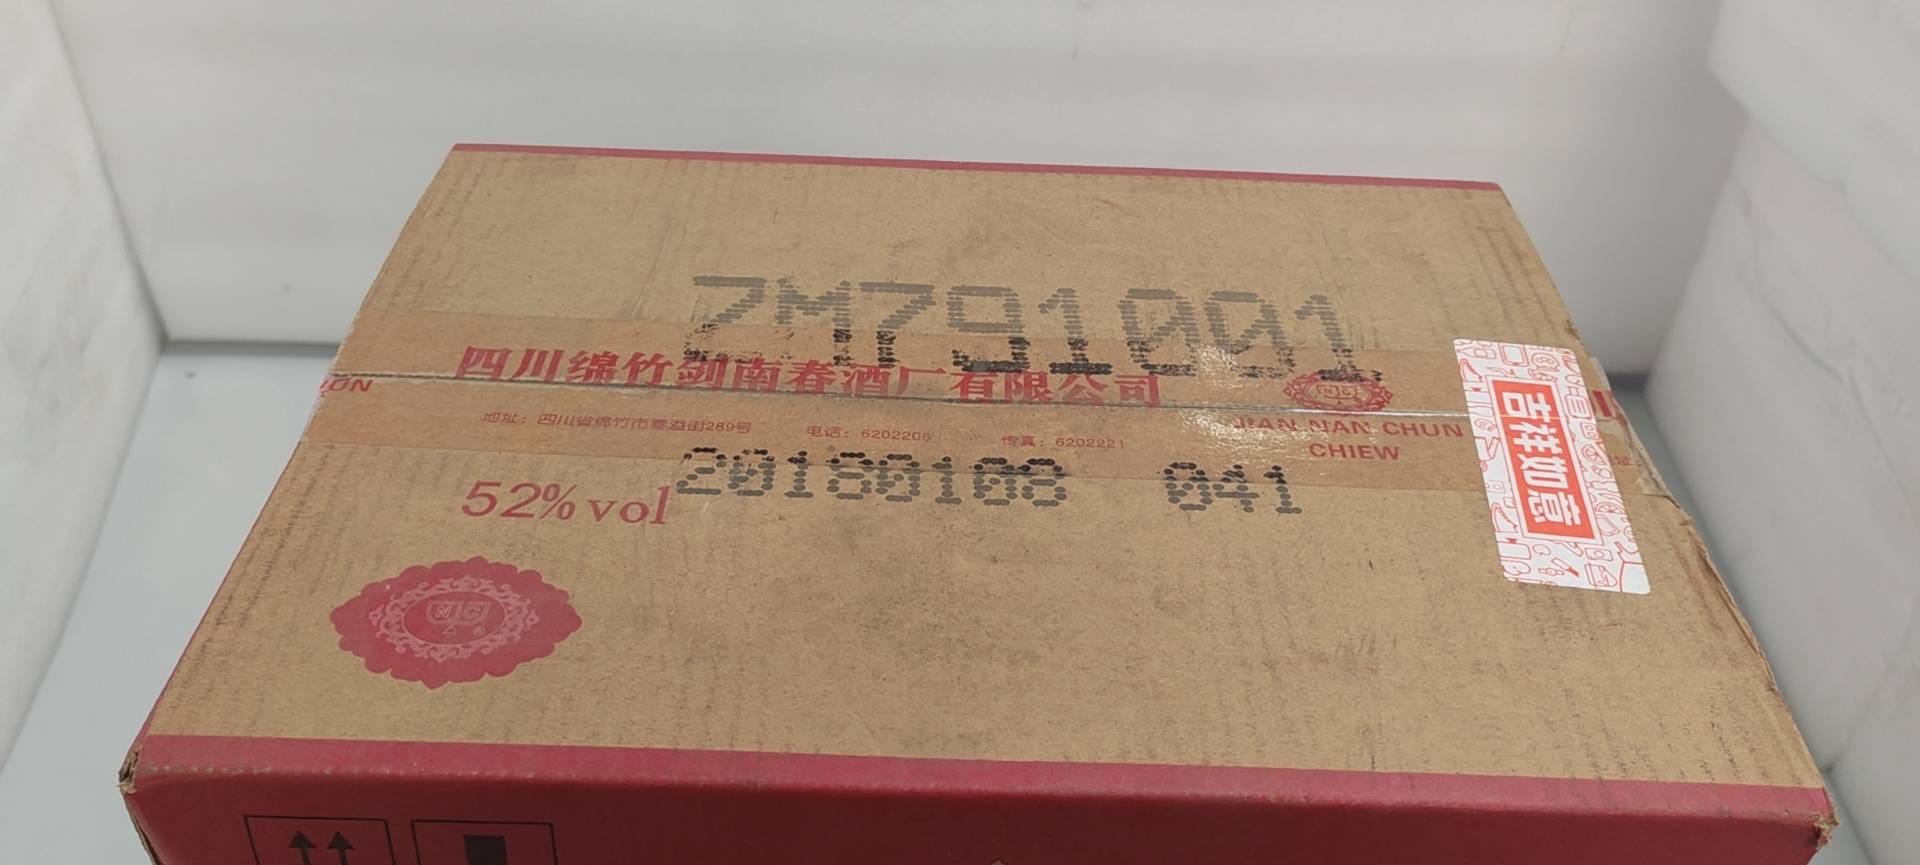 ZM791001
四川绵竹剑南春酒厂有限公司
地址：四川省绵竹市春溢街289号 电话：6202206 传真：6202221
JIAN NAN CHUN
CHIEW
20180108 041
52%vol
吉祥如意